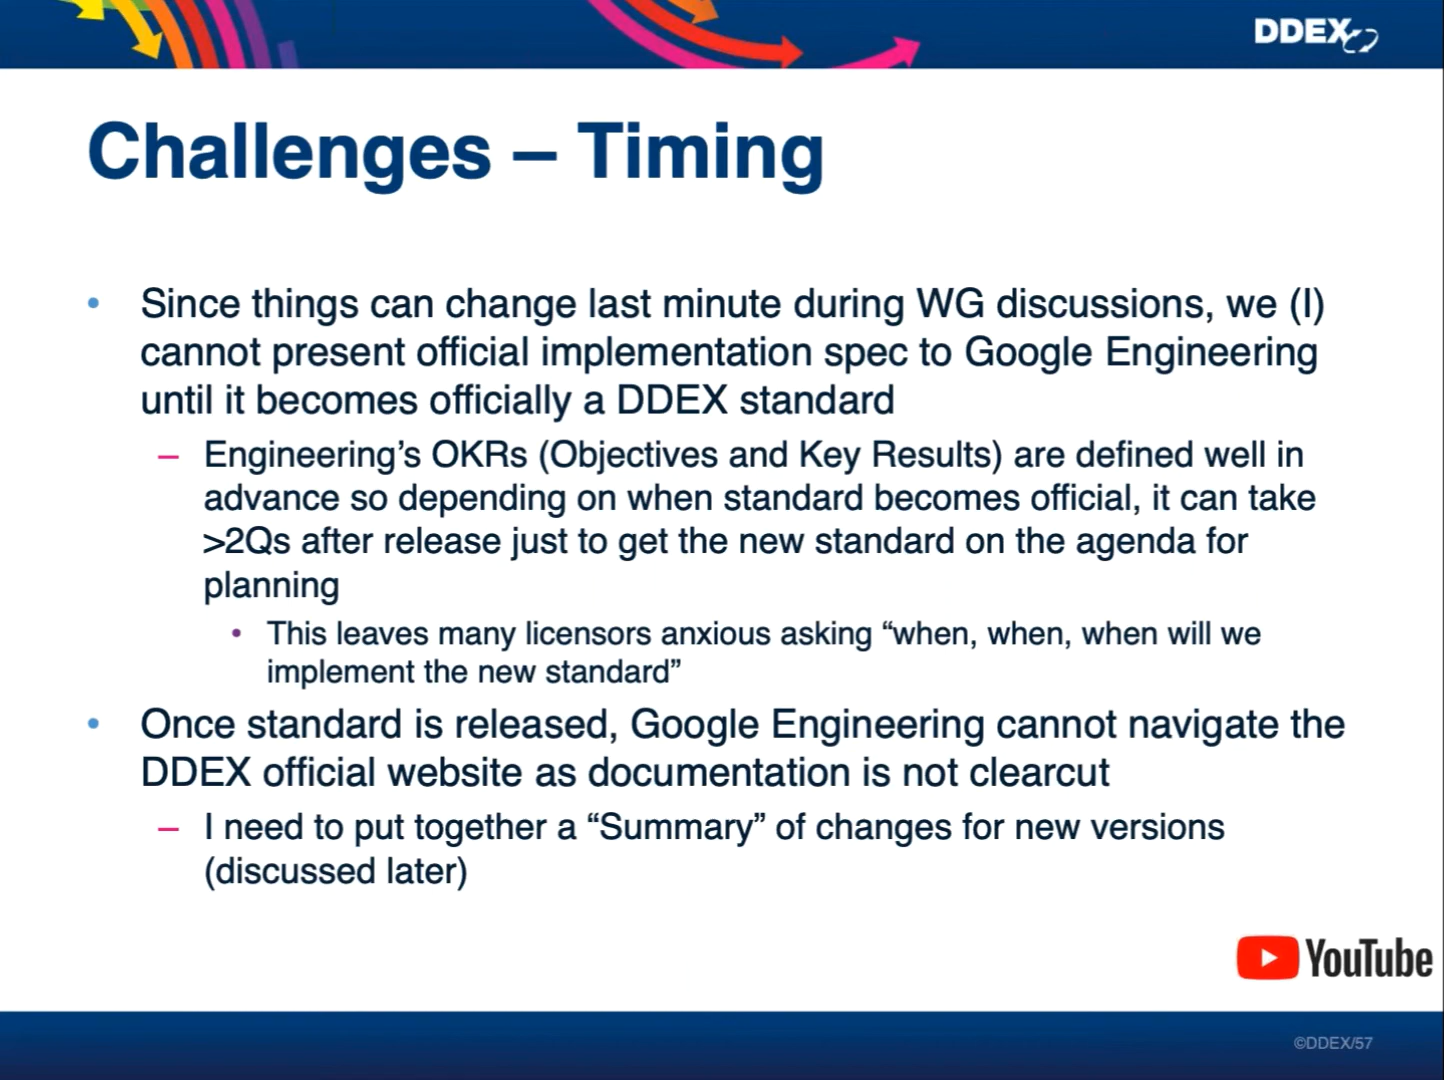 DDEX
Challenges – Timing
• Since things can change last minute during WG discussions, we (I)
cannot present official implementation spec to Google Engineering
until it becomes officially a DDEX standard
– Engineering’s OKRs (Objectives and Key Results) are defined well in
advance so depending on when standard becomes official, it can take
>2Qs after release just to get the new standard on the agenda for
planning
• This leaves many licensors anxious asking “when, when, when will we
implement the new standard”
• Once standard is released, Google Engineering cannot navigate the
DDEX official website as documentation is not clearcut
– I need to put together a “Summary” of changes for new versions
(discussed later)
YouTube
©DDEX/57